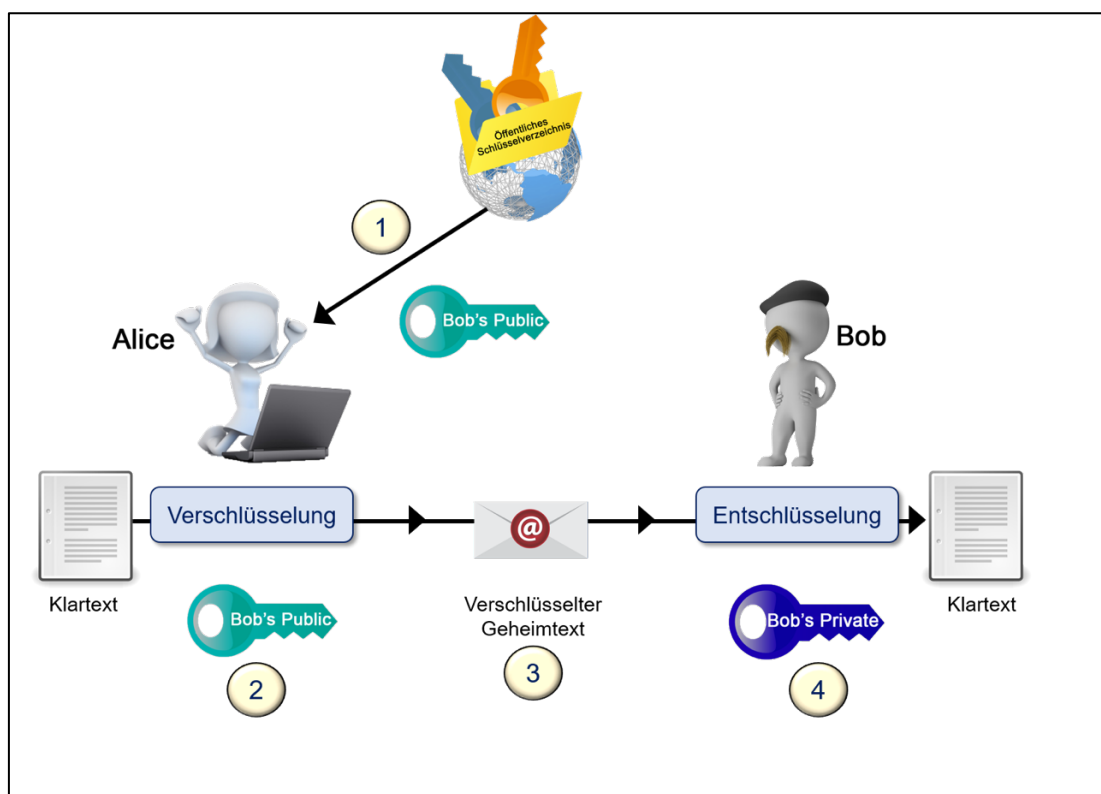 Öffentliches
Schlüsselverzeichnis
1
Bob's Public
Alice
Bob
Verschlüsselung
@
Entschlüsselung
Klartext
Bob's Public
Verschlüsselter
Geheimtext
Bob's Private
Klartext
2
3
4